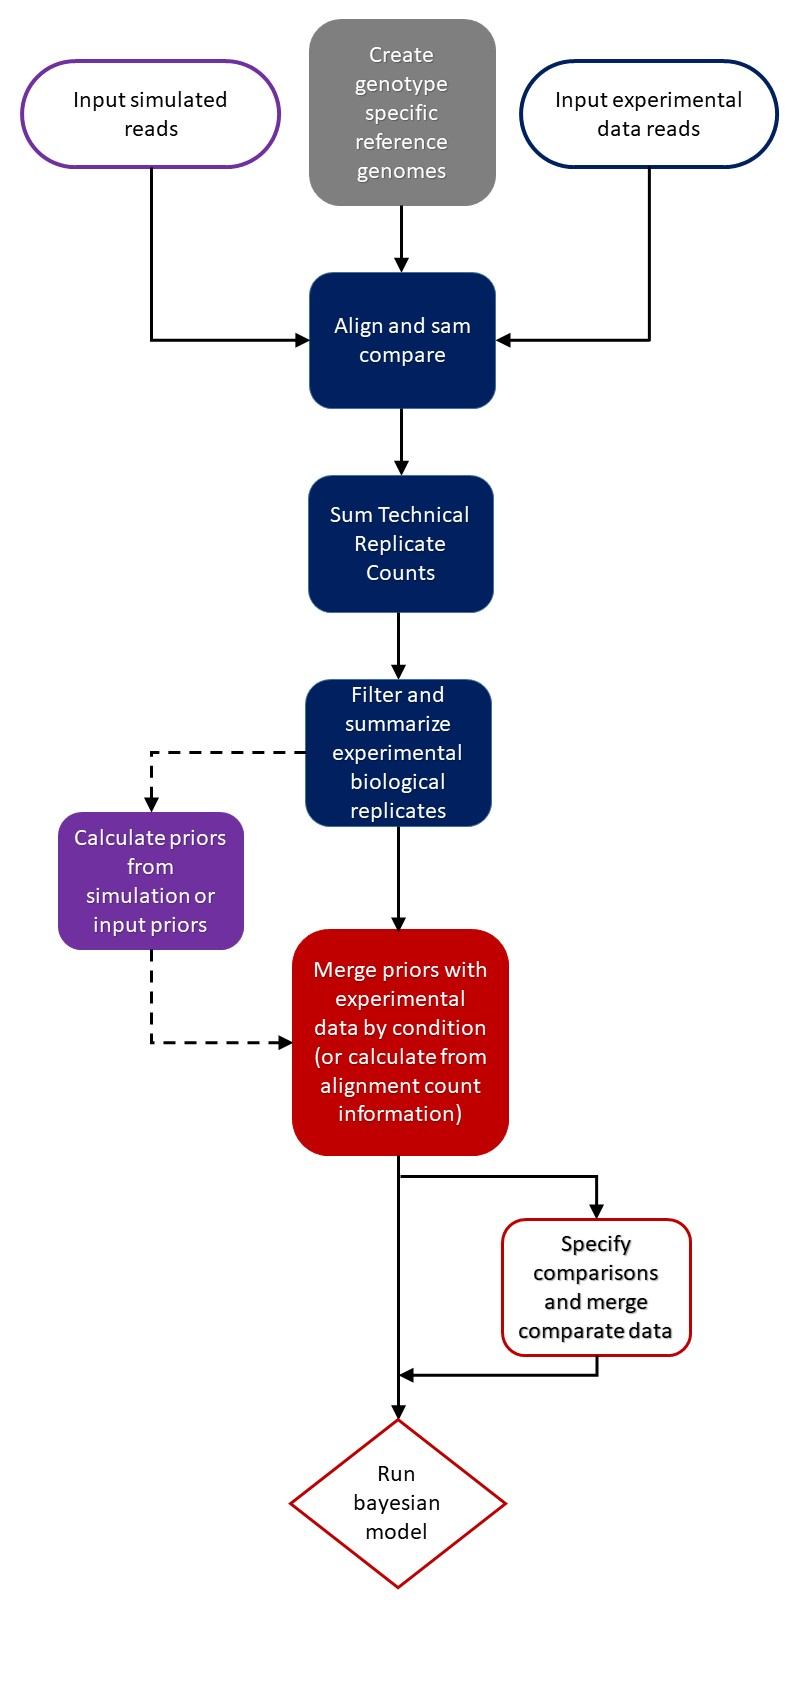 Create
genotype
specific
reference
genomes
Input simulated
reads
Input experimental
data reads
Align and sam
compare
Sum Technical
Replicate
Counts
Filter and
summarize
experimental
biological
replicates
Calculate priors
from
simulation or
input priors
Merge priors with
experimental
data by condition
(or calculate from
alignment count
information)
Specify
comparisons
and merge
comparate data
Run
bayesian
model